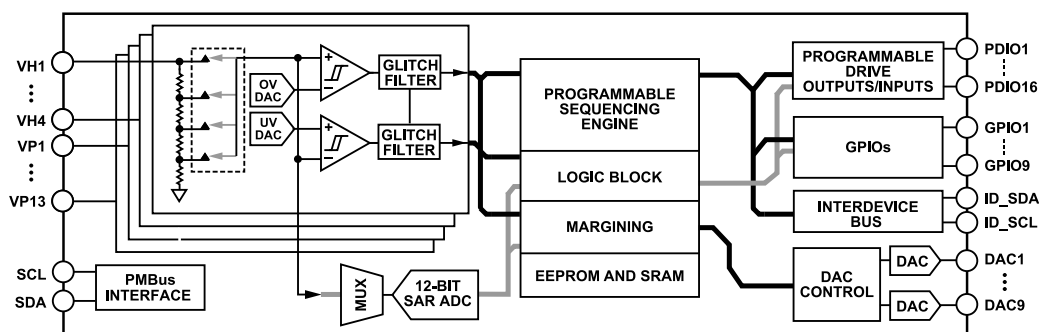 VH1
VH4
VP1
VP13
SCL
SDA
OV
DAC
UV
DAC
+
−
+
−
GLITCH
FILTER
GLITCH
FILTER
PMBus
INTERFACE
MUX
12-BIT
SAR ADC
PROGRAMMABLE
SEQUENCING
ENGINE
LOGIC BLOCK
MARGINING
EEPROM AND SRAM
PROGRAMMABLE
DRIVE
OUTPUTS/INPUTS
GPIOs
INTERDEVICE
BUS
DAC
CONTROL
DAC
DAC
PDIO1
PDIO16
GPIO1
GPIO9
ID_SDA
ID_SCL
DAC1
DAC9